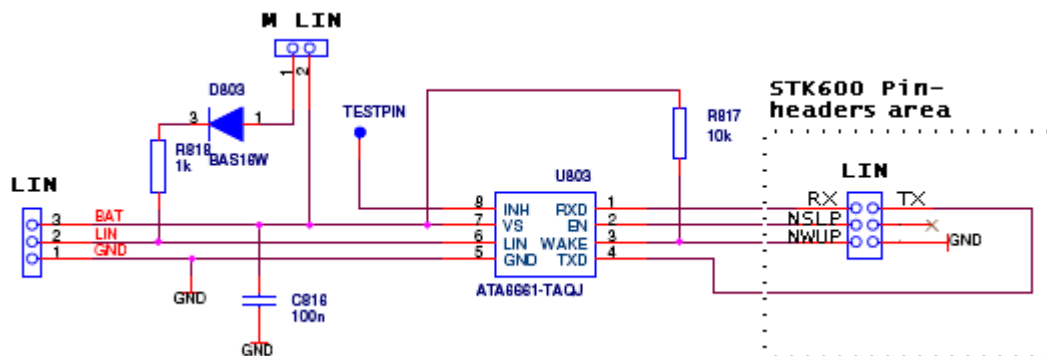 M LIN
1
2
D803
3
1
BAS16W
R818
1k
TESTPIN
R817
10k
STK600 Pin-
headers area
LIN
3
2
1
BAT
LIN
GND
GND
C816
100n
GND
U803
8
7
6
5
INH
VS
LIN
GND
RXD
EN
WAKE
TXD
1
2
3
4
ATA6661-TAQJ
LIN
RX
TX
NSLP
NWUP
GND